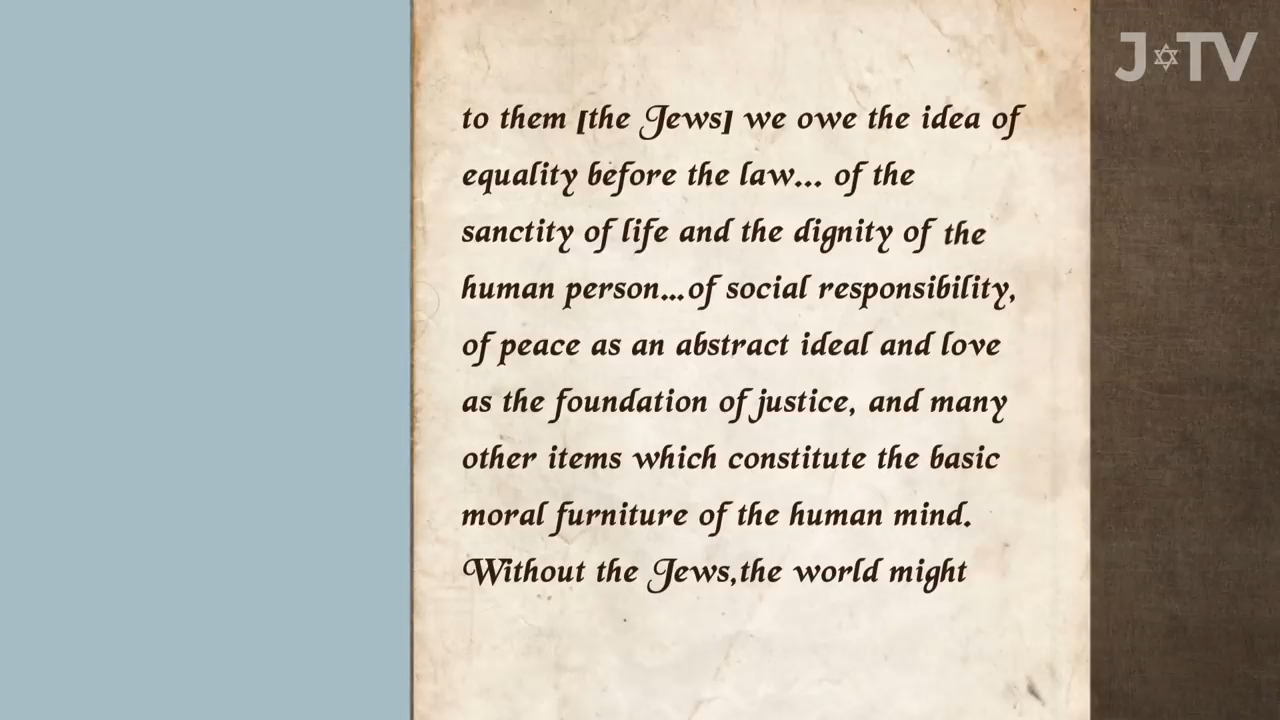 J✡TV
to them [the Jews] we owe the idea of
equality before the law... of the
sanctity of life and the dignity of the
human person...of social responsibility,
of peace as an abstract ideal and love
as the foundation of justice, and many
other items which constitute the basic
moral furniture of the human mind.
Without the Jews,the world might